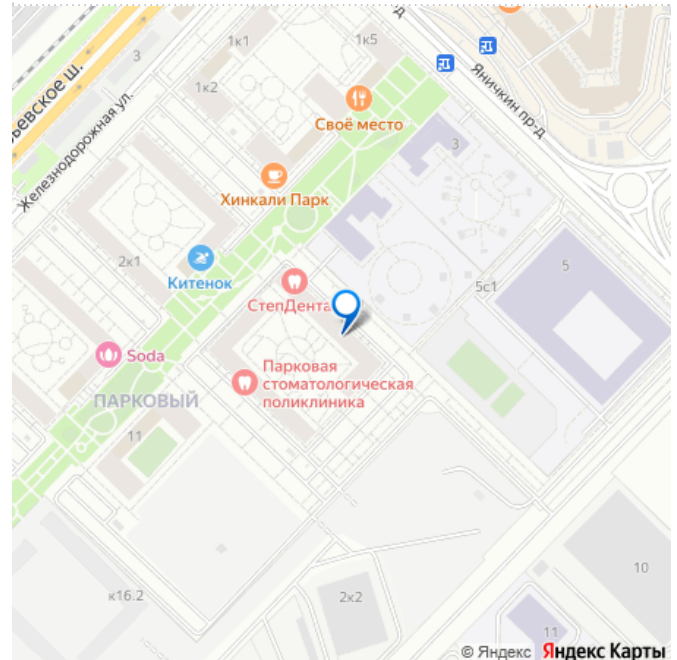 1к1
1к5
3
1к2
Яничкин пр-д
Железнодорожная ул.
Своё место
3
Хинкали Парк
2к1
Китенок
5
5с1
СтепДента
Soda
Парковая
стоматологическая
поликлиника
ПАРКОВЫЙ
11
10
к16.2
2к2
11
© Яндекс Яндекс Карты